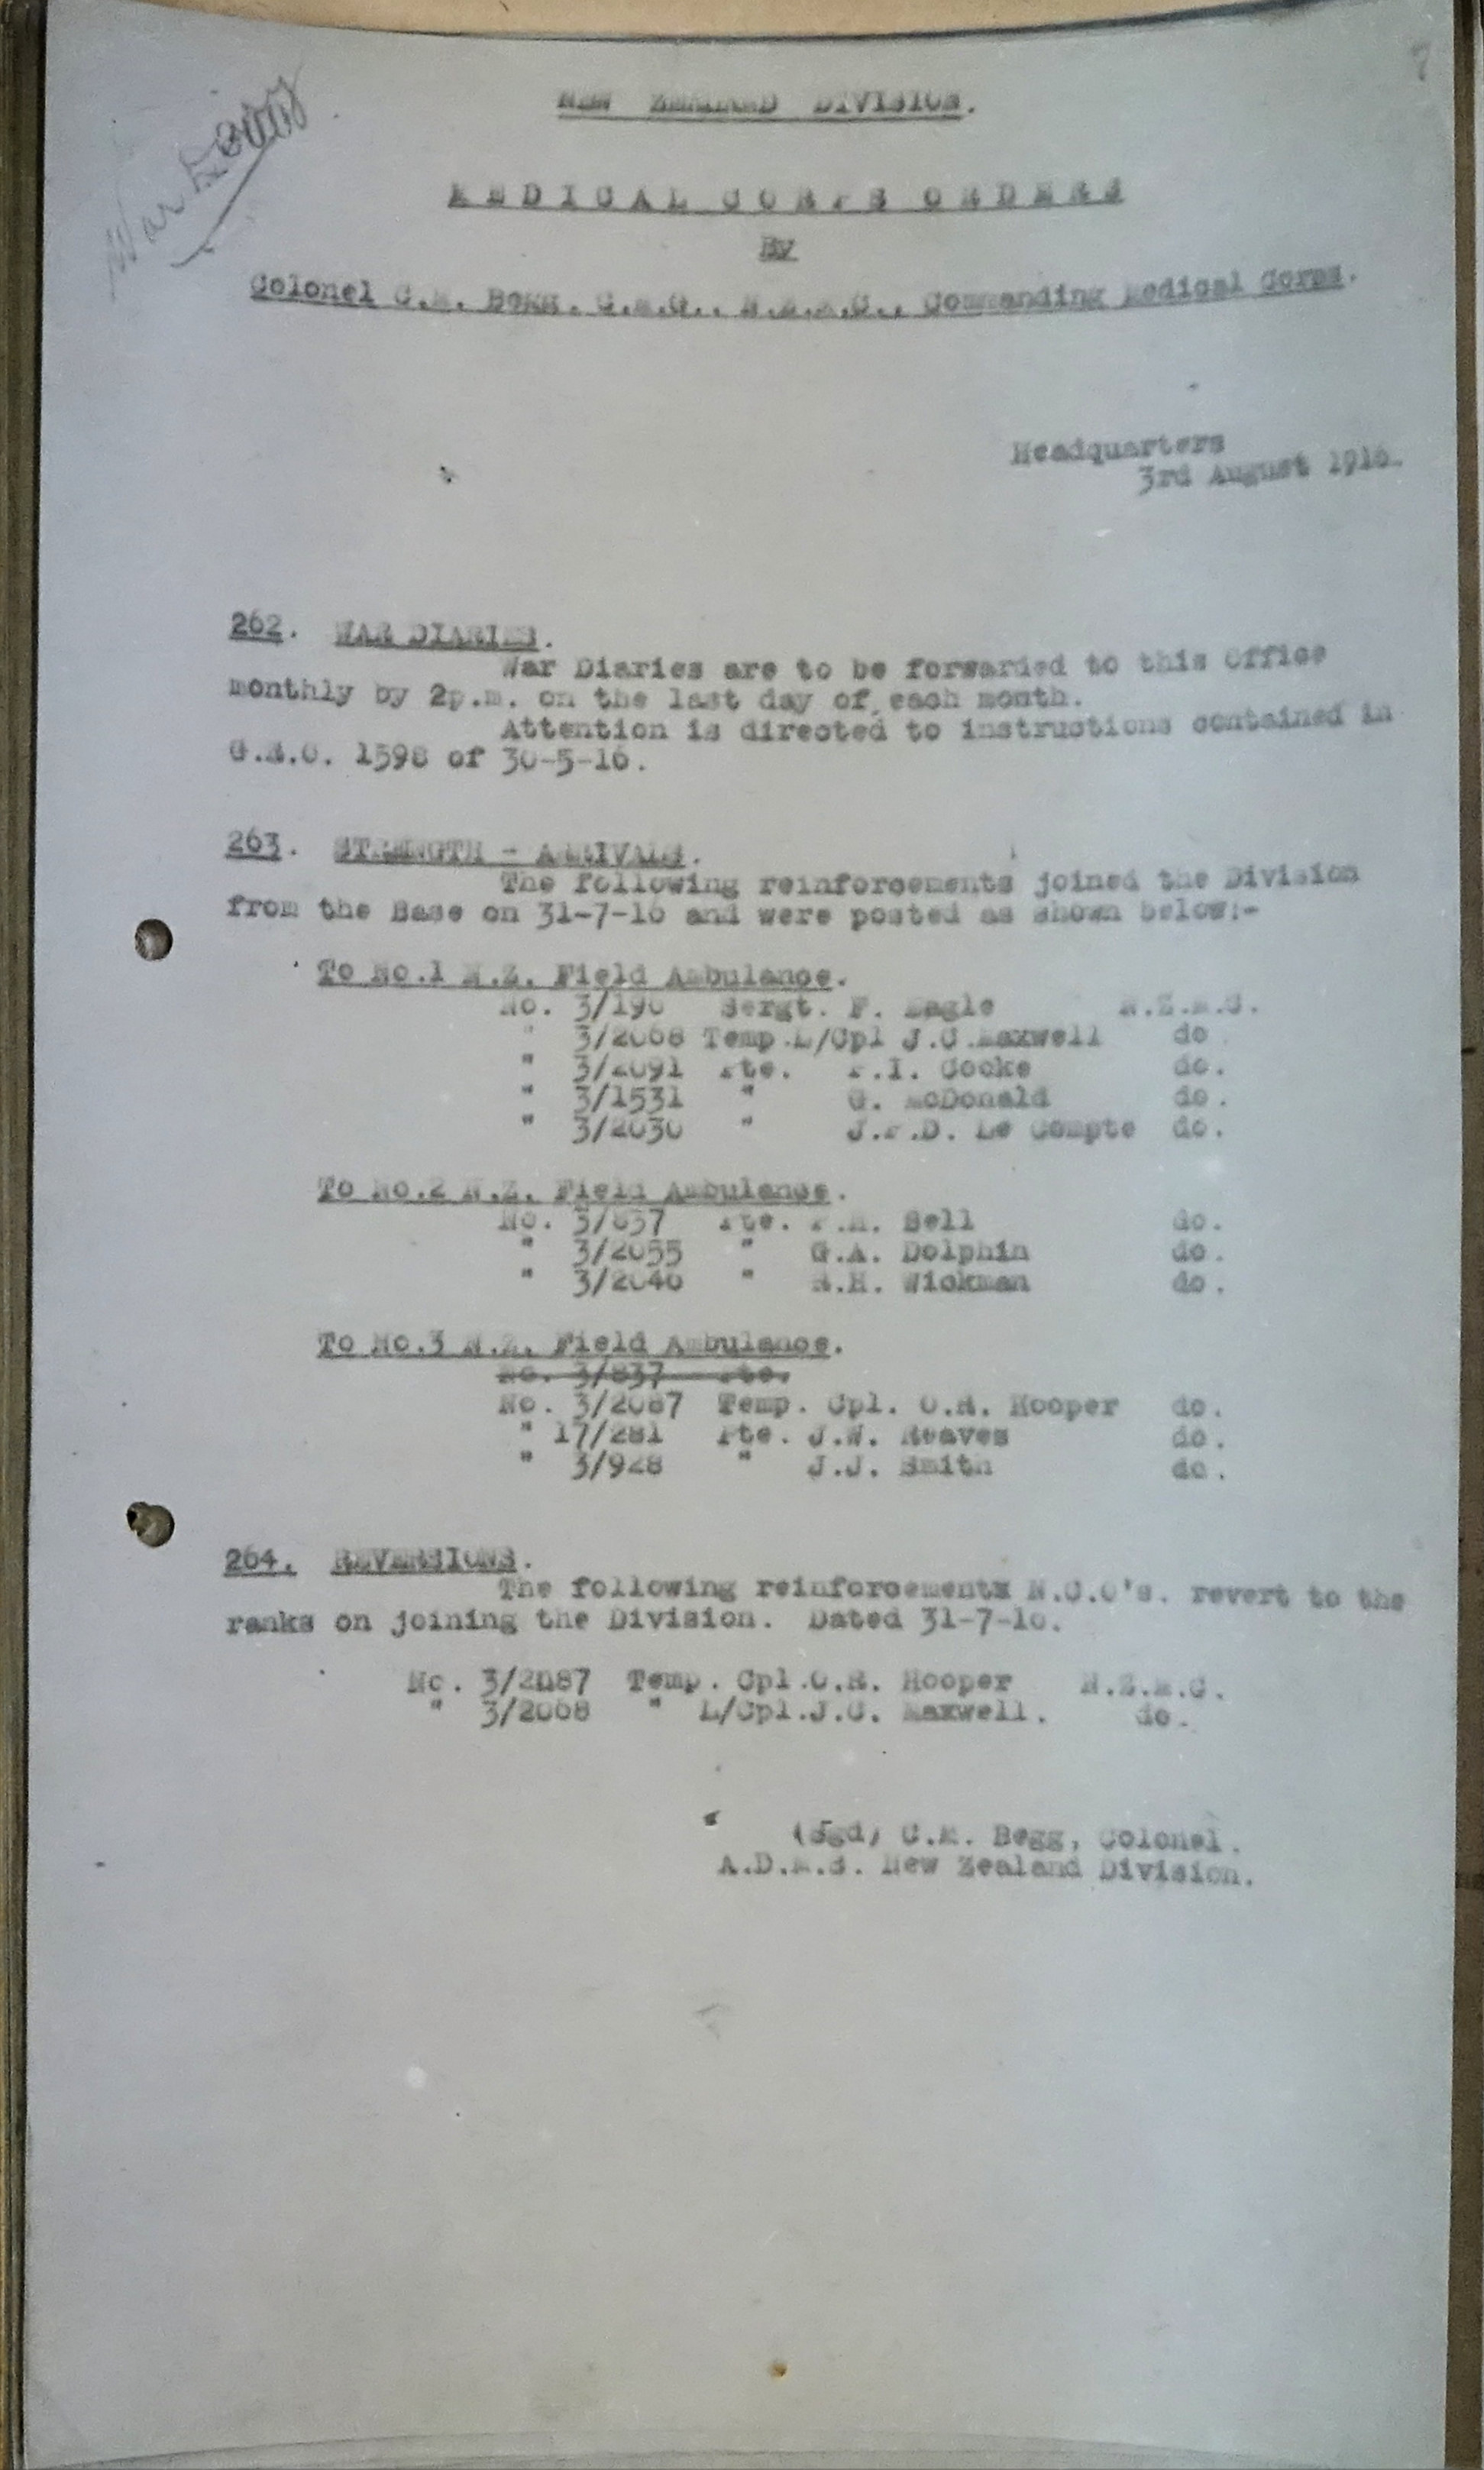 7
War Diary
NEW ZEALAND DIVISION.
MEDICAL CORPS ORDERS
By
Colonel C.M. Begg. C.M.G., N.Z.M.C., Commanding Medical Corps.
Headquarters
3rd August 1916.
262. WAR DIARIES.
War Diaries are to be forwarded to this Office
monthly by 2p.m. on the last day of each month.
Attention is directed to instructions contained in
G.R.O. 1598 of 30-5-16.
263. STRENGTH - ARRIVALS.
The following reinforcements joined the Division
from the Base on 31-7-16 and were posted as shown below:-
To No.1 N.Z. Field Ambulance.
No. Sergt. F. N.Z.M.C.
" 3/2068 Temp.L/Cpl J.G.Maxwell do
" 3/2091 Pte. Cocke do.
" 3/1531 " G. McDonald do.
" 3/2030 " J.P.D. Le Compte do.
To No.2 N.Z. Field Ambulance.
No. Pte. Bell do.
" 3/2055 " G.A. Dolphin do.
" " Wickman do.
To No.3 N.Z. Field Ambulance.
No. 3/837 Pte.
No. 3/2087 Temp. Cpl. O.R. Hooper do.
" 17/281 Pte. J.W. Reaves do.
" 3/928 " J.J. Smith do.
264. REVERSIONS.
The following reinforcements N.C.O's. revert to the
ranks on joining the Division. Dated 31-7-16.
No. 3/2087 Temp. Cpl.O.R. Hooper N.Z.M.C.
" 3/2068 " L/Cpl.J.G. Maxwell. do.
(Sgd) C.M. Begg, Colonel.
A.D.M.S. New Zealand Division.